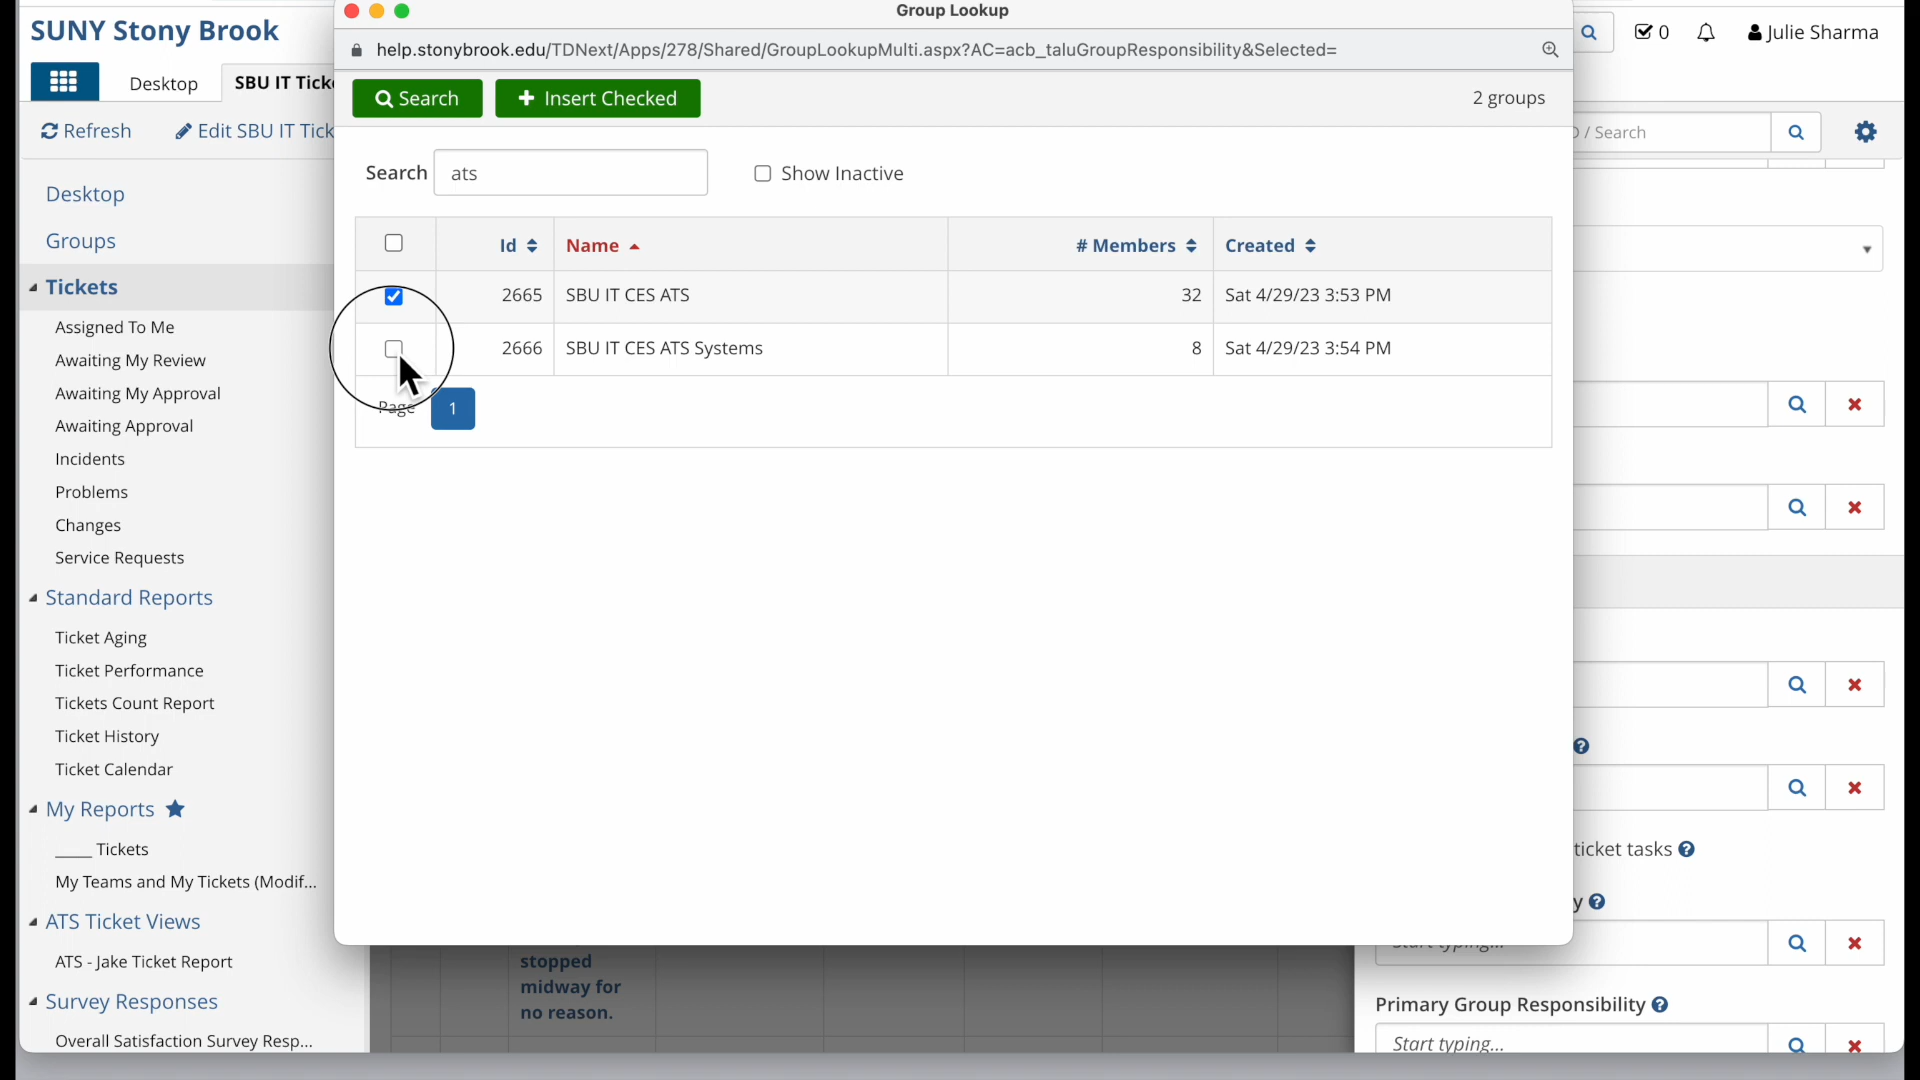 Group Lookup
SUNY Stony Brook
0
Julie Sharma
help.stonybrook.edu/TDNext/Apps/278/Shared/GroupLookupMulti.aspx?AC=acb_taluGroupResponsibility&Selected=
Desktop
SBU IT Tick
Search
Insert Checked
2 groups
Refresh
Edit SBU IT Tick
/ Search
Search
ats
Show Inactive
Desktop
Groups
Tickets
Assigned To Me
Awaiting My Review
Awaiting My Approval
Awaiting Approval
Incidents
Problems
Changes
Service Requests
Standard Reports
Ticket Aging
Ticket Performance
Tickets Count Report
Ticket History
Ticket Calendar
My Reports
_____ Tickets
My Teams and My Tickets (Modif...
ATS Ticket Views
ATS - Jake Ticket Report
Survey Responses
Overall Satisfaction Survey Resp...
Id Name # Members Created
2665 SBU IT CES ATS 32 Sat 4/29/23 3:53 PM
2666 SBU IT CES ATS Systems 8 Sat 4/29/23 3:54 PM
Page 1
stopped
midway for
no reason.
ticket tasks
y
Start typing...
Primary Group Responsibility
Start typing...